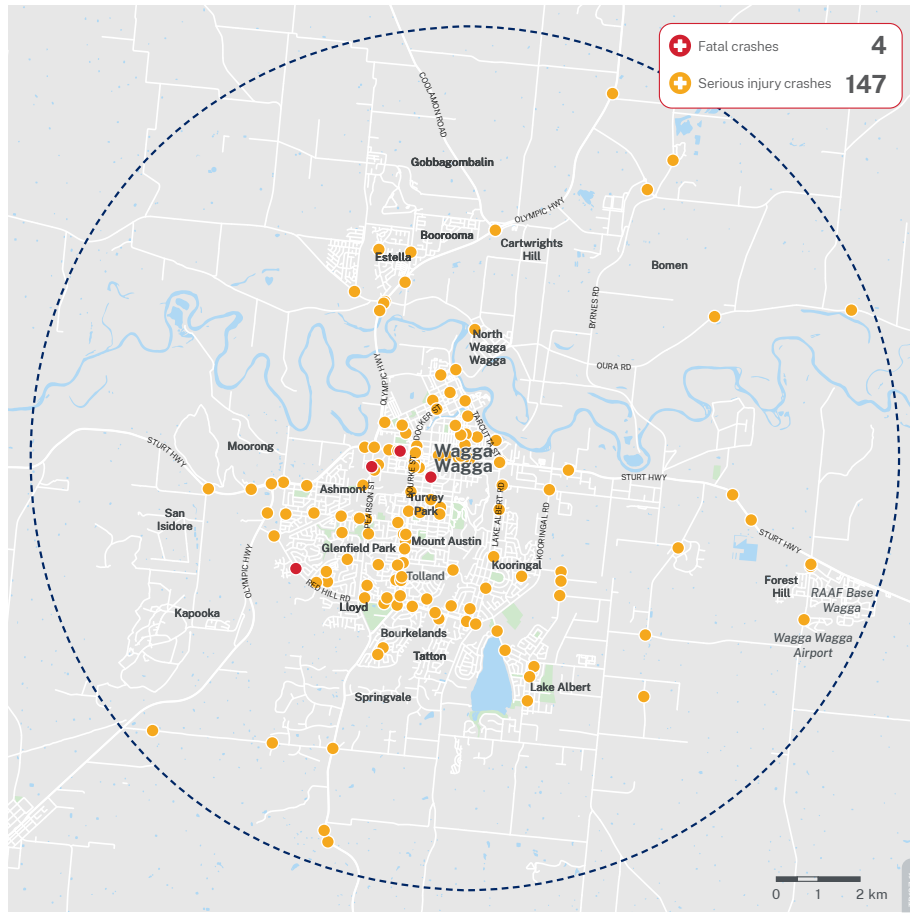 Fatal crashes 4
Serious injury crashes 147
COOLAMON ROAD
Gobbagombalin
OLYMPIC HWY
Boorooma
Cartwrights
Hill
Estella
Bomen
BYRNES RD
North
Wagga
Wagga
OLYMPIC HWY
OURA RD
DOCKER ST
TARCUTTA ST
Moorong
STURT HWY
Wagga
Wagga
BOURKE ST
STURT HWY
Ashmont
PEARSON ST
Turvey
Park
LAKE ALBERT RD
KOORINGAL RD
San
Isidore
STURT HWY
Glenfield Park
Mount Austin
OLYMPIC HWY
Kooringal
Tolland
Forest
Hill
RAAF Base
Wagga
RED HILL RD
Lloyd
Kapooka
Bourkelands
Wagga Wagga
Airport
Tatton
Springvale
Lake Albert
0 1 2 km